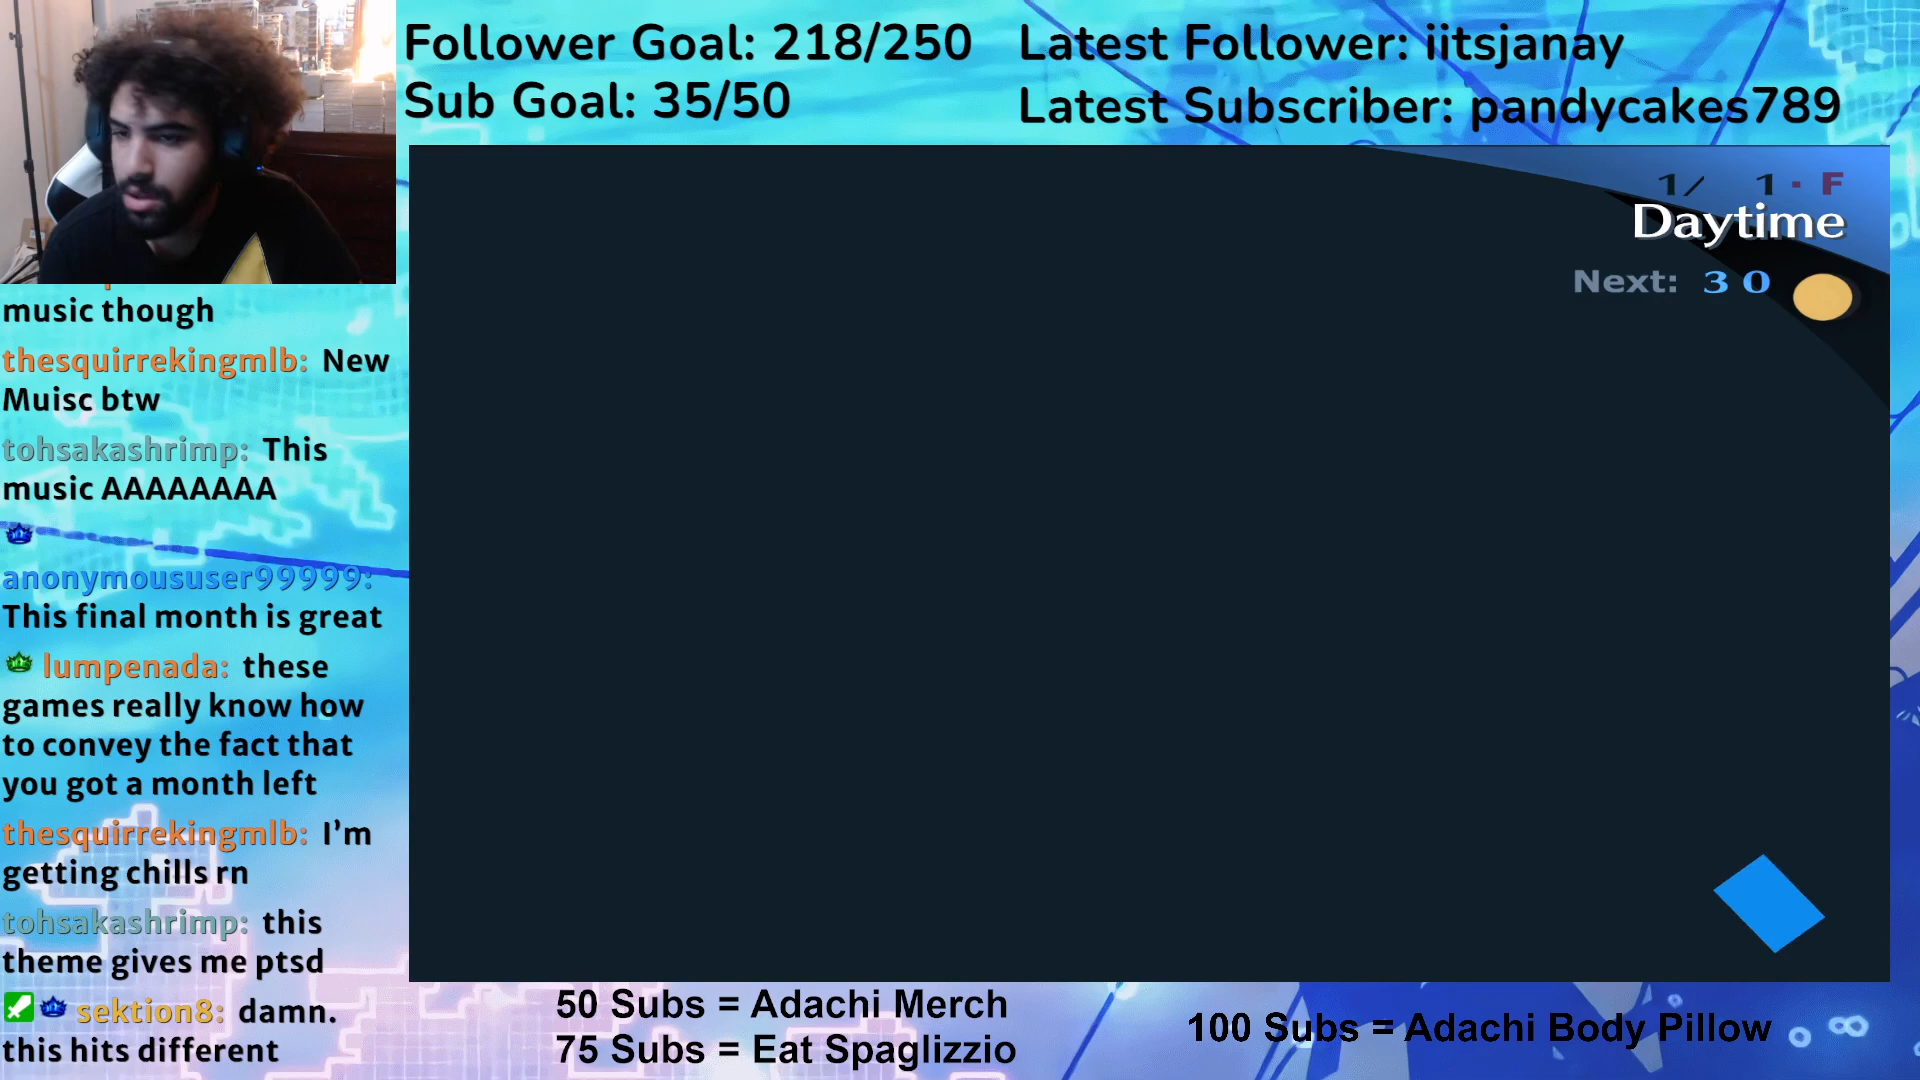 Follower Goal: 218/250
Sub Goal: 35/50
Latest Follower: iitsjanay
Latest Subscriber: pandycakes789
1/ 1 · F
Daytime
Next: 30
music though
thesquirrekingmlb: New
Muisc btw
tohsakashrimp: This
music AAAAAAAA
anonymoususer99999:
This final month is great
lumpenada: these
games really know how
to convey the fact that
you got a month left
thesquirrekingmlb: I'm
getting chills rn
tohsakashrimp: this
theme gives me ptsd
sektion8: damn.
this hits different
50 Subs = Adachi Merch
75 Subs = Eat Spaglizzio
100 Subs = Adachi Body Pillow